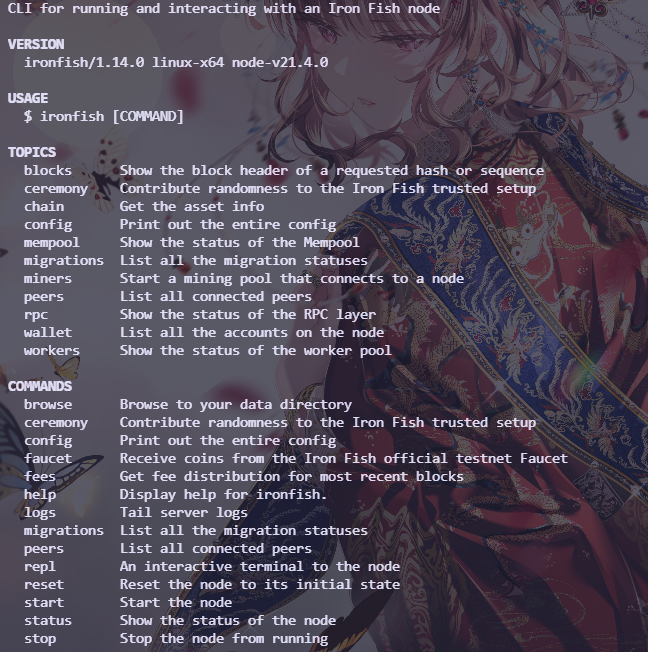 CLI for running and interacting with an Iron Fish node
VERSION
ironfish/1.14.0 linux-x64 node-v21.4.0
USAGE
$ ironfish [COMMAND]
TOPICS
blocks Show the block header of a requested hash or sequence
ceremony Contribute randomness to the Iron Fish trusted setup
chain Get the asset info
config Print out the entire config
mempool Show the status of the Mempool
migrations List all the migration statuses
miners Start a mining pool that connects to a node
peers List all connected peers
rpc Show the status of the RPC layer
wallet List all the accounts on the node
workers Show the status of the worker pool
COMMANDS
browse Browse to your data directory
ceremony Contribute randomness to the Iron Fish trusted setup
config Print out the entire config
faucet Receive coins from the Iron Fish official testnet Faucet
fees Get fee distribution for most recent blocks
help Display help for ironfish.
logs Tail server logs
migrations List all the migration statuses
peers List all connected peers
repl An interactive terminal to the node
reset Reset the node to its initial state
start Start the node
status Show the status of the node
stop Stop the node from running